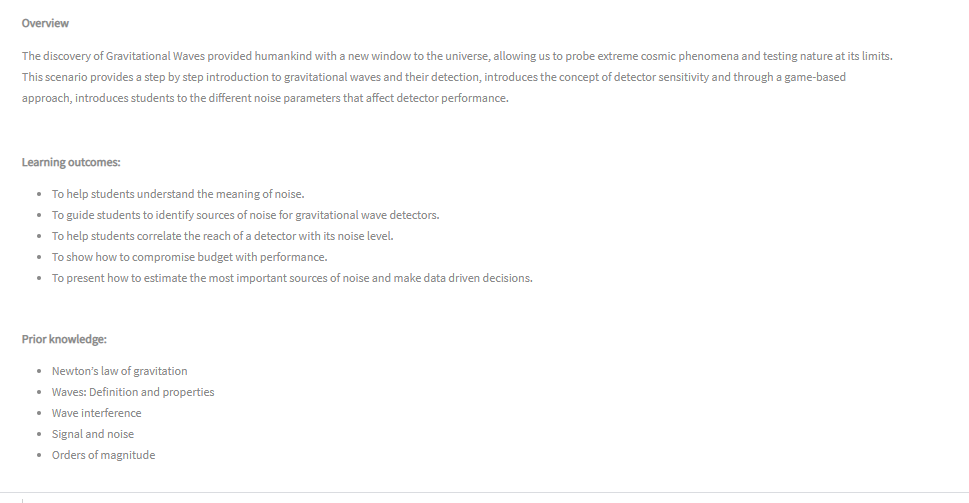 Overview
The discovery of Gravitational Waves provided humankind with a new window to the universe, allowing us to probe extreme cosmic phenomena and testing nature at its limits.
This scenario provides a step by step introduction to gravitational waves and their detection, introduces the concept of detector sensitivity and through a game-based
approach, introduces students to the different noise parameters that affect detector performance.
Learning outcomes:
• To help students understand the meaning of noise.
• To guide students to identify sources of noise for gravitational wave detectors.
• To help students correlate the reach of a detector with its noise level.
• To show how to compromise budget with performance.
• To present how to estimate the most important sources of noise and make data driven decisions.
Prior knowledge:
• Newton's law of gravitation
• Waves: Definition and properties
• Wave interference
• Signal and noise
• Orders of magnitude